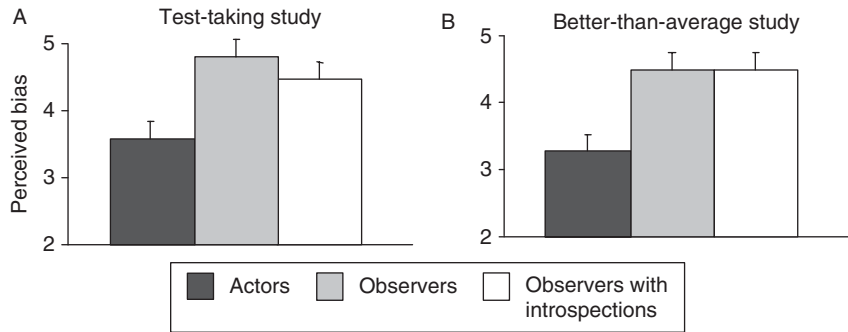 A
Test-taking study
5
4
3
2
Perceived bias
B
Better-than-average study
5
4
3
2
Actors
Observers
Observers with
introspections